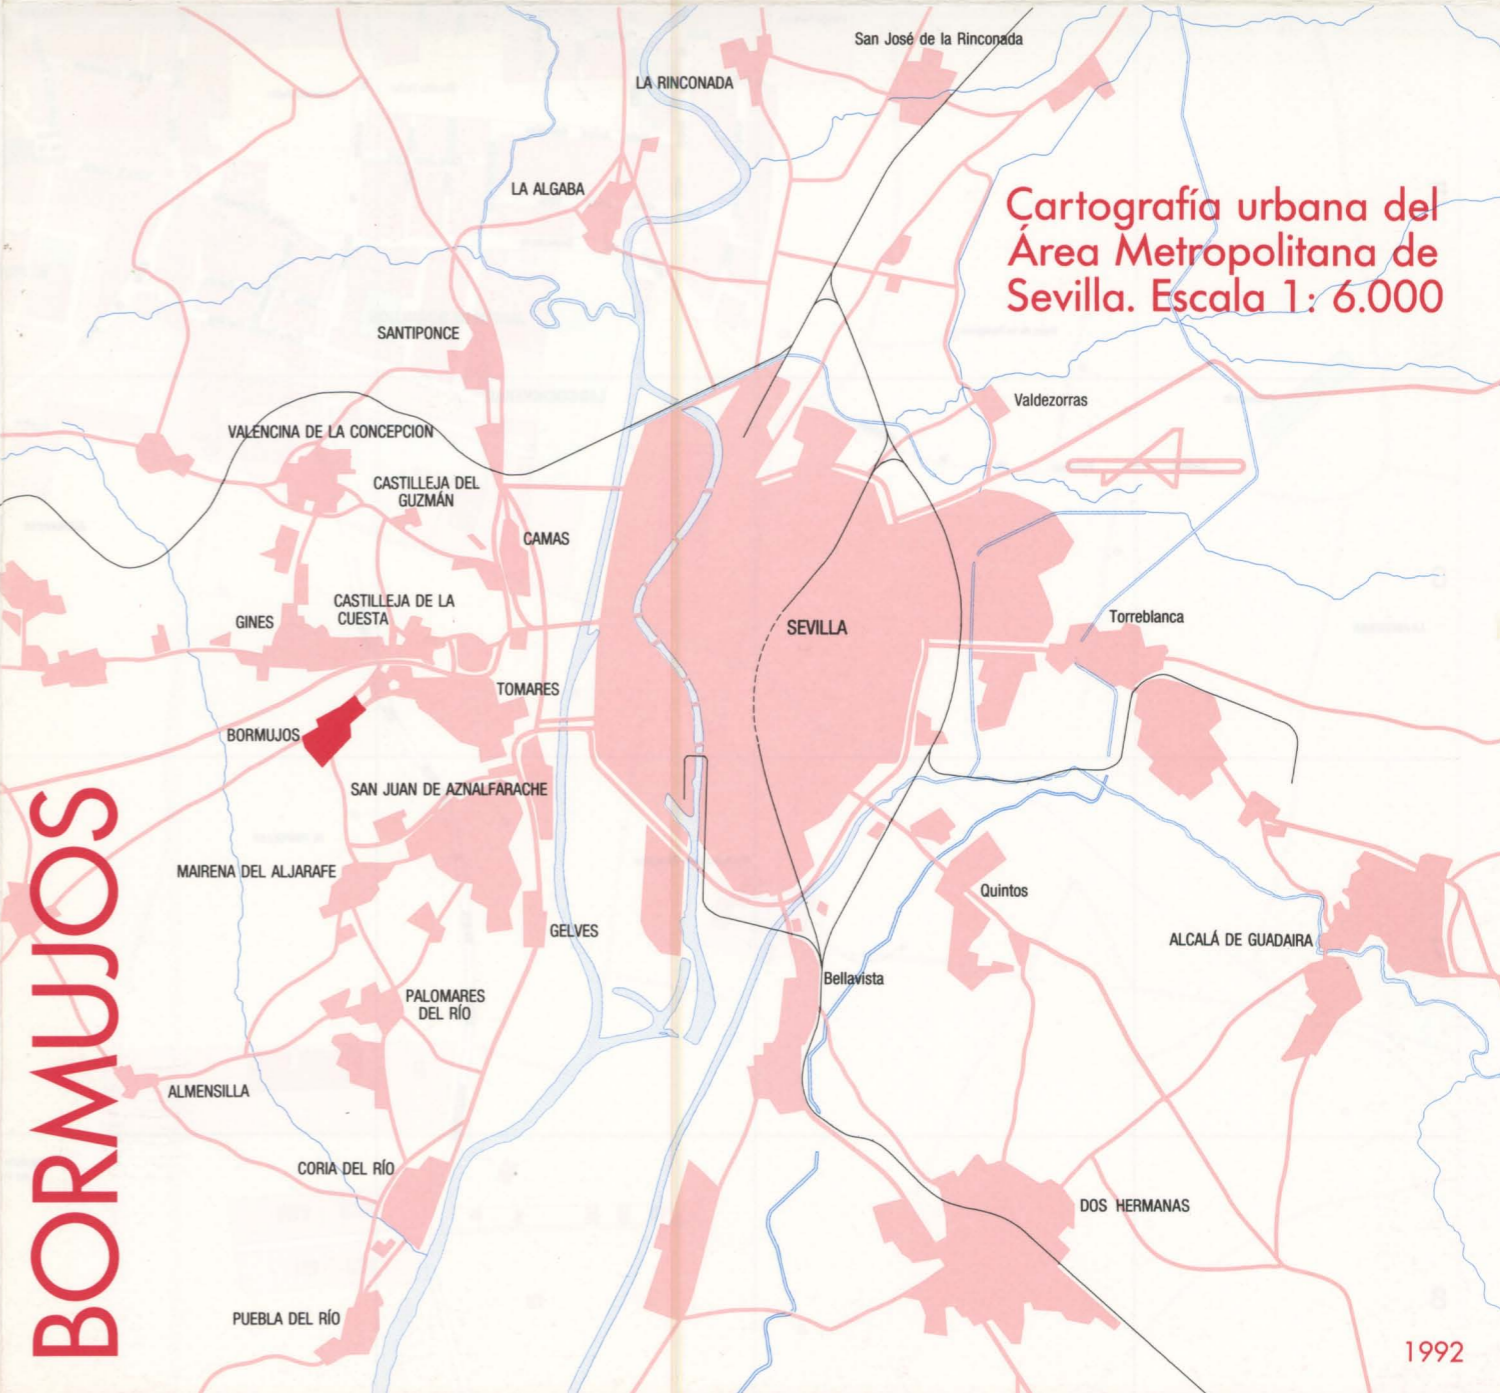 San José de la Rinconada
LA RINCONADA
LA ALGABA
Cartografía urbana del
Área Metropolitana de
Sevilla. Escala 1: 6.000
SANTIPONCE
Valdezorras
VALENCINA DE LA CONCEPCION
CASTILLEJA DEL
GUZMÁN
CAMAS
CASTILLEJA DE LA
CUESTA
GINES
SEVILLA
Torreblanca
TOMARES
BORMUJOS
SAN JUAN DE AZNALFARACHE
MAIRENA DEL ALJARAFE
Quintos
GELVES
ALCALÁ DE GUADAIRA
Bellavista
PALOMARES
DEL RÍO
ALMENSILLA
CORIA DEL RÍO
DOS HERMANAS
PUEBLA DEL RÍO
BORMUJOS
1992